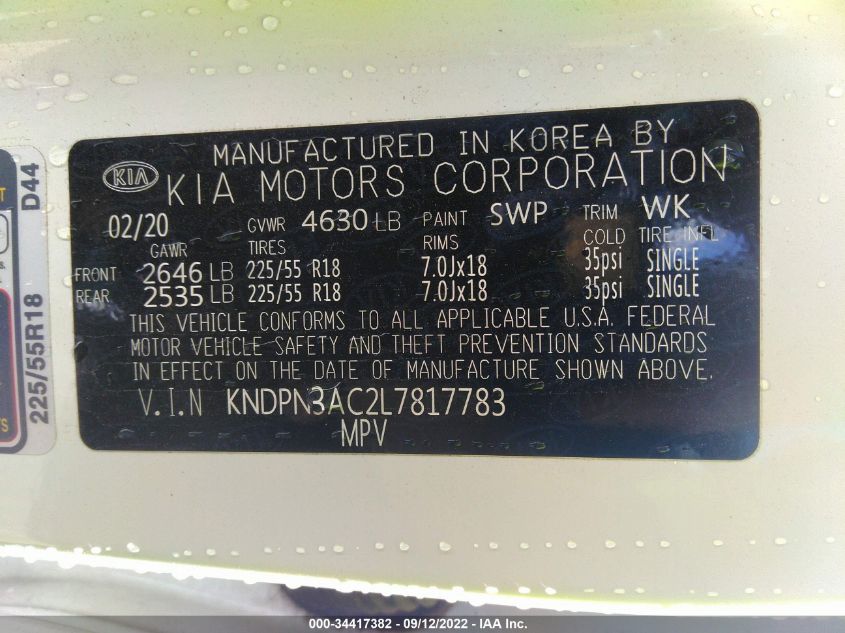 MANUFACTURED IN KOREA BY
KIA KIA MOTORS CORPORATION
02/20 GVWR 4630 LB PAINT SWP TRIM WK
GAWR TIRES RIMS COLD TIRE INFL
FRONT 2646 LB 225/55 R18 7.0Jx18 35psi SINGLE
REAR 2535 LB 225/55 R18 7.0Jx18 35psi SINGLE
THIS VEHICLE CONFORMS TO ALL APPLICABLE U.S.A. FEDERAL
MOTOR VEHICLE SAFETY AND THEFT PREVENTION STANDARDS
IN EFFECT ON THE DATE OF MANUFACTURE SHOWN ABOVE.
V.I.N KNDPN3AC2L7817783
MPV
225/55R18 D44
000-34417382 - 09/12/2022 - IAA Inc.